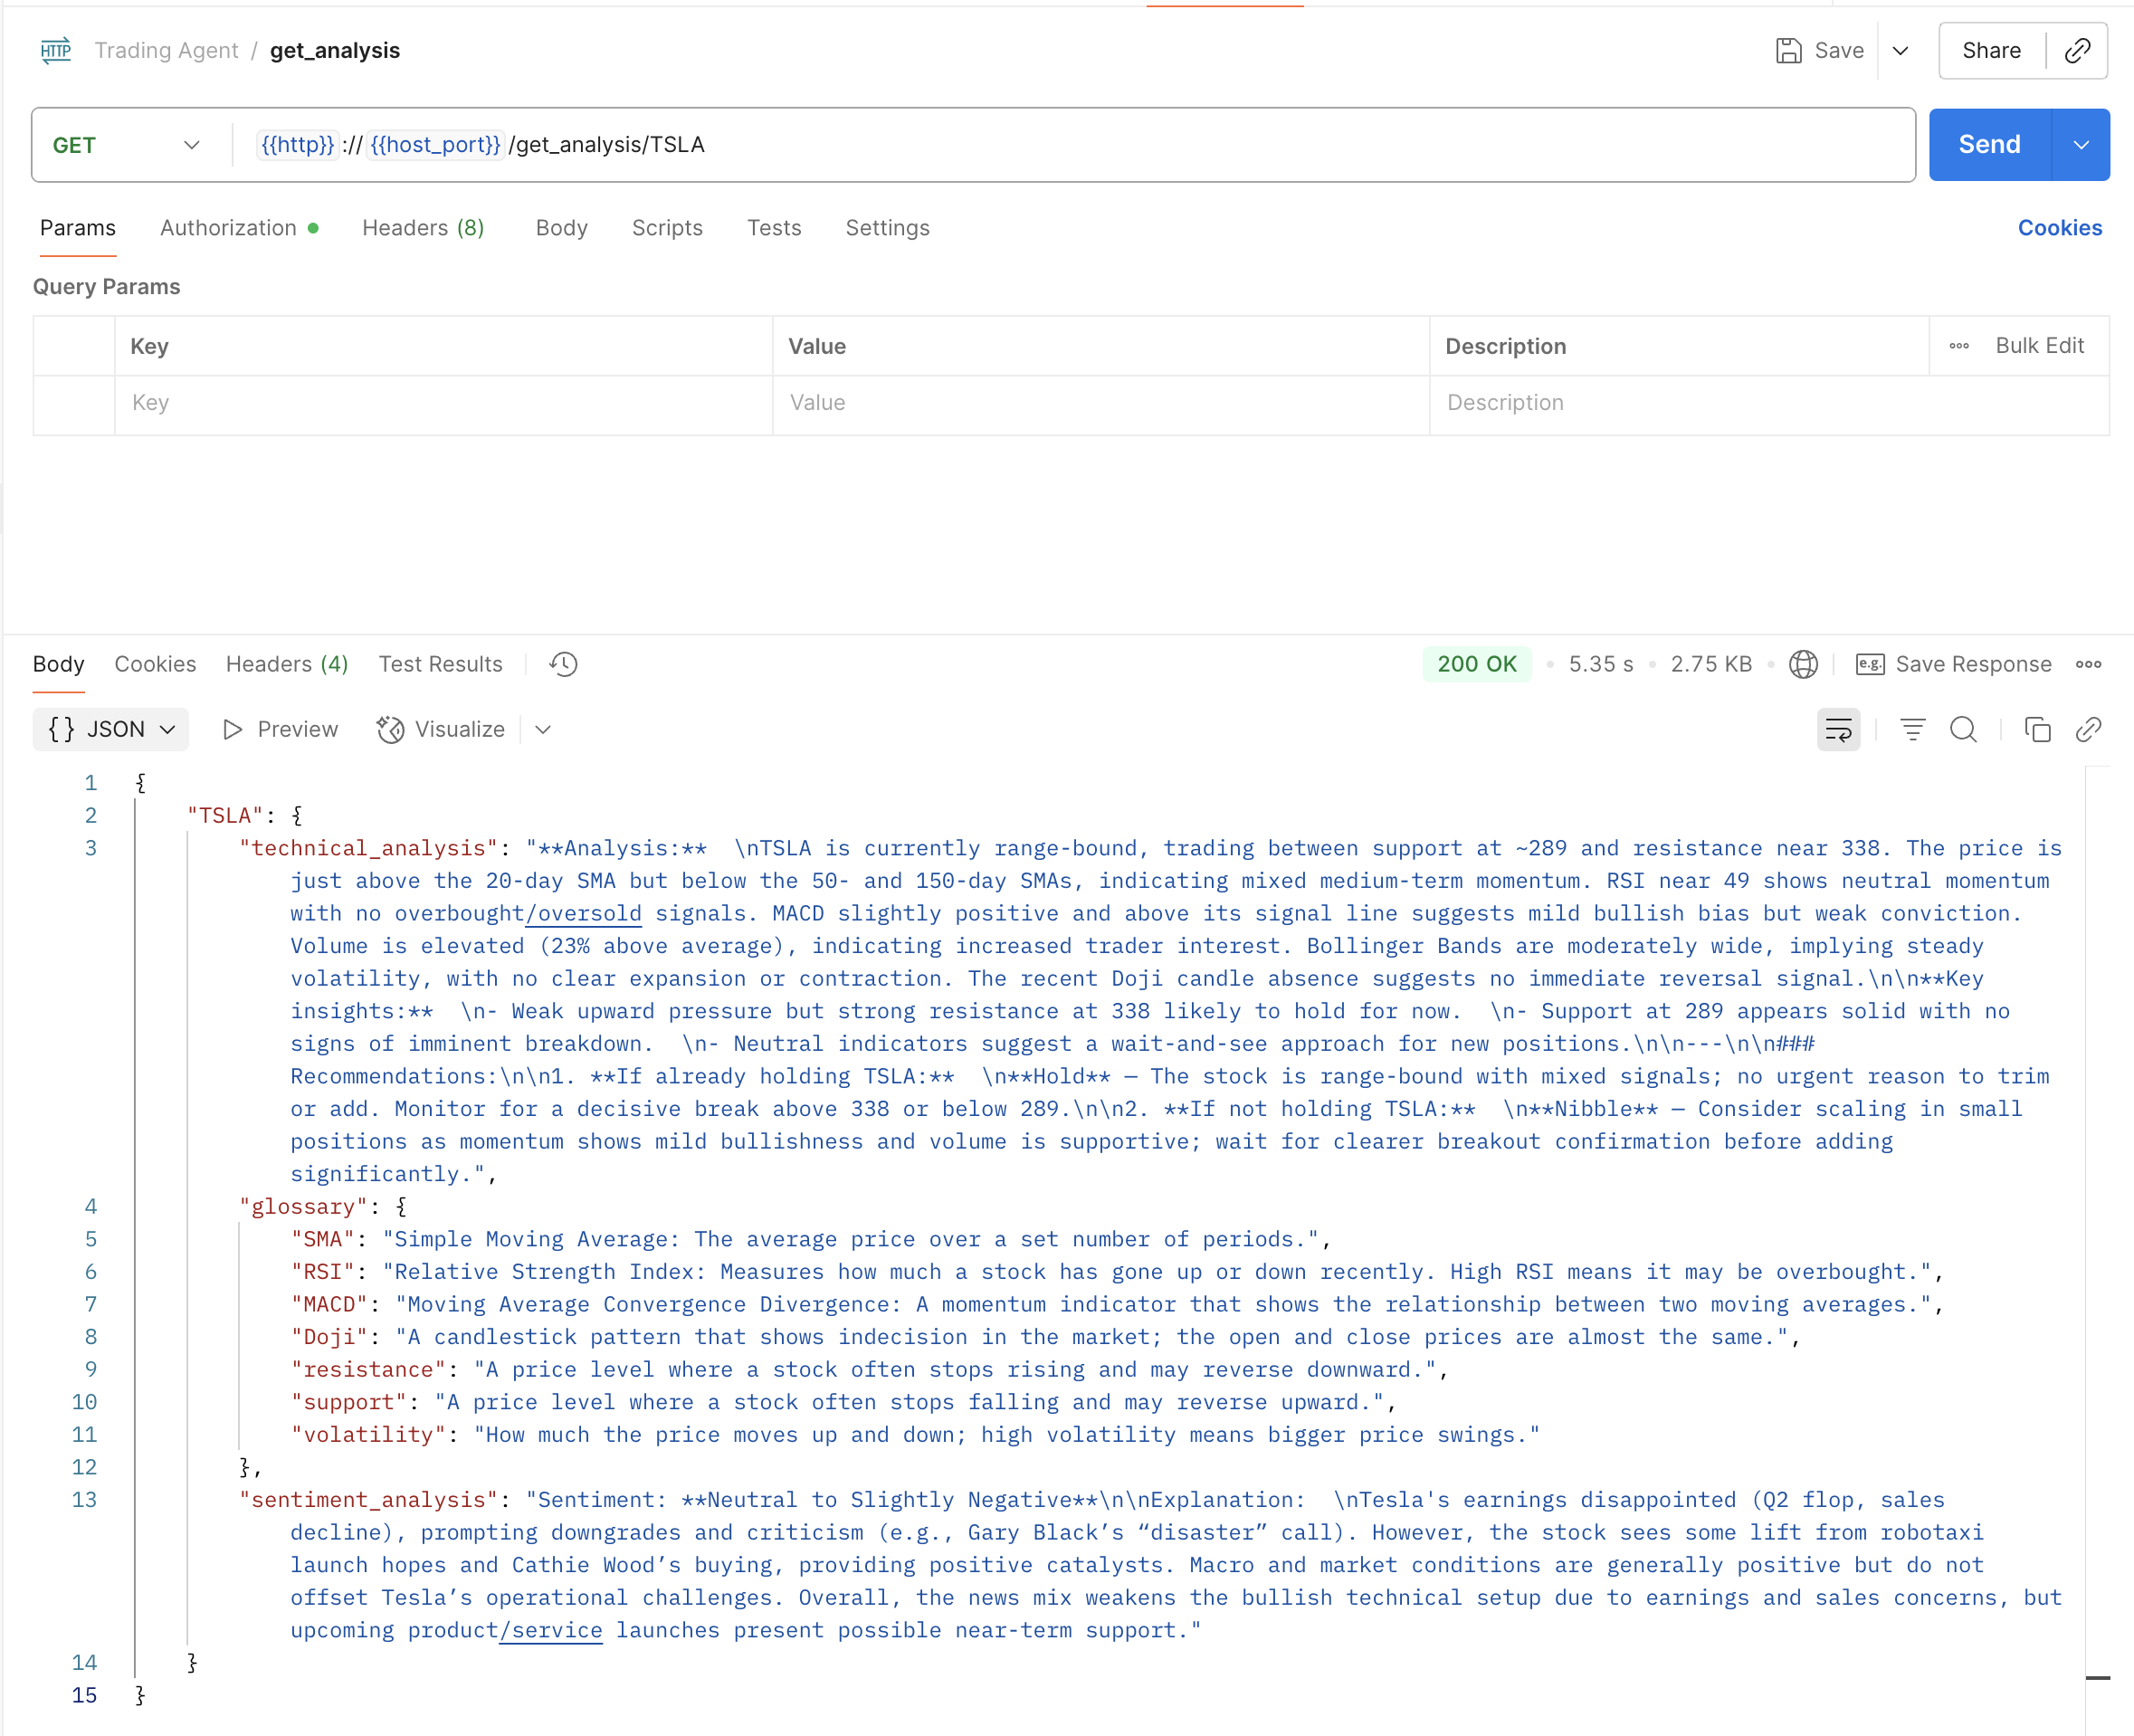 HTTP Trading Agent / get_analysis Save Share
GET {{http}}://{{host_port}}/get_analysis/TSLA Send
Params Authorization Headers (8) Body Scripts Tests Settings Cookies
Query Params
Key Value Description Bulk Edit
Key Value Description
Body Cookies Headers (4) Test Results 200 OK 5.35 s 2.75 KB e.g. Save Response
{} JSON Preview Visualize
1 {
2 "TSLA": {
3 "technical_analysis": "**Analysis:**  \nTSLA is currently range-bound, trading between support at ~289 and resistance near 338. The price is
just above the 20-day SMA but below the 50- and 150-day SMAs, indicating mixed medium-term momentum. RSI near 49 shows neutral momentum
with no overbought/oversold signals. MACD slightly positive and above its signal line suggests mild bullish bias but weak conviction.
Volume is elevated (23% above average), indicating increased trader interest. Bollinger Bands are moderately wide, implying steady
volatility, with no clear expansion or contraction. The recent Doji candle absence suggests no immediate reversal signal.\n\n**Key
insights:**  \n- Weak upward pressure but strong resistance at 338 likely to hold for now.  \n- Support at 289 appears solid with no
signs of imminent breakdown.  \n- Neutral indicators suggest a wait-and-see approach for new positions.\n\n---\n\n###
Recommendations:\n\n1. **If already holding TSLA:**  \n**Hold** — The stock is range-bound with mixed signals; no urgent reason to trim
or add. Monitor for a decisive break above 338 or below 289.\n\n2. **If not holding TSLA:**  \n**Nibble** — Consider scaling in small
positions as momentum shows mild bullishness and volume is supportive; wait for clearer breakout confirmation before adding
significantly.",
4 "glossary": {
5 "SMA": "Simple Moving Average: The average price over a set number of periods.",
6 "RSI": "Relative Strength Index: Measures how much a stock has gone up or down recently. High RSI means it may be overbought.",
7 "MACD": "Moving Average Convergence Divergence: A momentum indicator that shows the relationship between two moving averages.",
8 "Doji": "A candlestick pattern that shows indecision in the market; the open and close prices are almost the same.",
9 "resistance": "A price level where a stock often stops rising and may reverse downward.",
10 "support": "A price level where a stock often stops falling and may reverse upward.",
11 "volatility": "How much the price moves up and down; high volatility means bigger price swings."
12 },
13 "sentiment_analysis": "Sentiment: **Neutral to Slightly Negative**\n\nExplanation:  \nTesla's earnings disappointed (Q2 flop, sales
decline), prompting downgrades and criticism (e.g., Gary Black’s “disaster” call). However, the stock sees some lift from robotaxi
launch hopes and Cathie Wood’s buying, providing positive catalysts. Macro and market conditions are generally positive but do not
offset Tesla’s operational challenges. Overall, the news mix weakens the bullish technical setup due to earnings and sales concerns, but
upcoming product/service launches present possible near-term support."
14 }
15 }